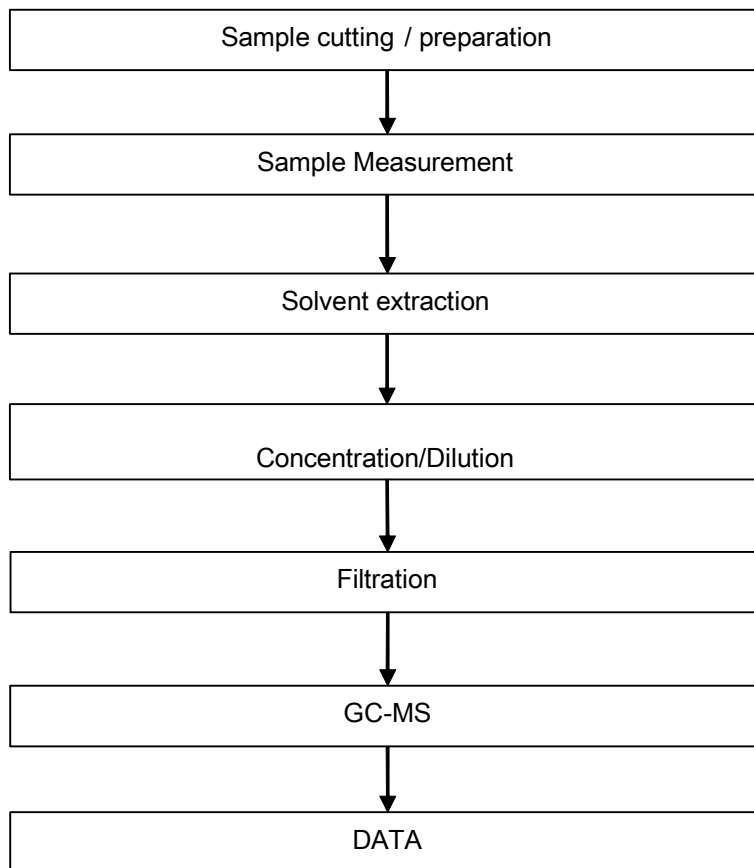 Sample cutting / preparation
Sample Measurement
Solvent extraction
Concentration/Dilution
Filtration
GC-MS
DATA